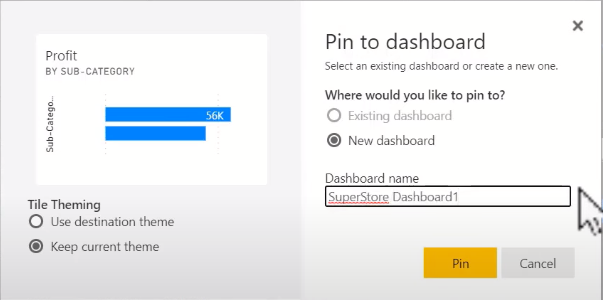 Profit
BY SUB-CATEGORY
Sub-Catego...
56K
Tile Theming
Use destination theme
Keep current theme
Pin to dashboard
Select an existing dashboard or create a new one.
Where would you like to pin to?
Existing dashboard
New dashboard
Dashboard name
SuperStore Dashboard1
Pin
Cancel